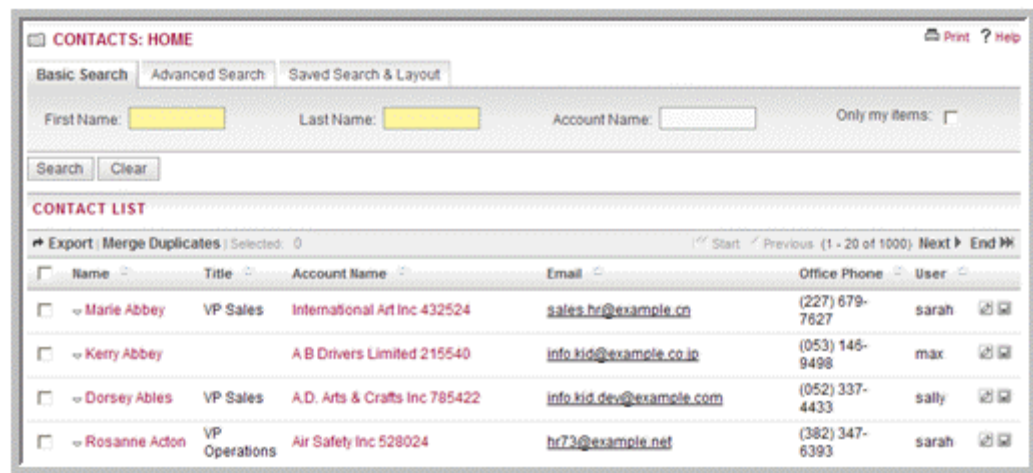 CONTACTS: HOME Print ? Help
Basic Search Advanced Search Saved Search & Layout
First Name: Last Name: Account Name: Only my items:
Search Clear
CONTACT LIST
Export | Merge Duplicates | Selected: 0 Start Previous (1 - 20 of 1000) Next End
Name Title Account Name Email Office Phone User
Marie Abbey VP Sales International Art Inc 432524 sales.hr@example.cn (227) 679-7627 sarah
Kerry Abbey A B Drivers Limited 215540 info.kid@example.co.jp (053) 146-9498 max
Dorsey Ables VP Sales A.D. Arts & Crafts Inc 785422 info.kid.dev@example.com (052) 337-4433 sally
Rosanne Acton VP Operations Air Safety Inc 528024 hr73@example.net (382) 347-6393 sarah